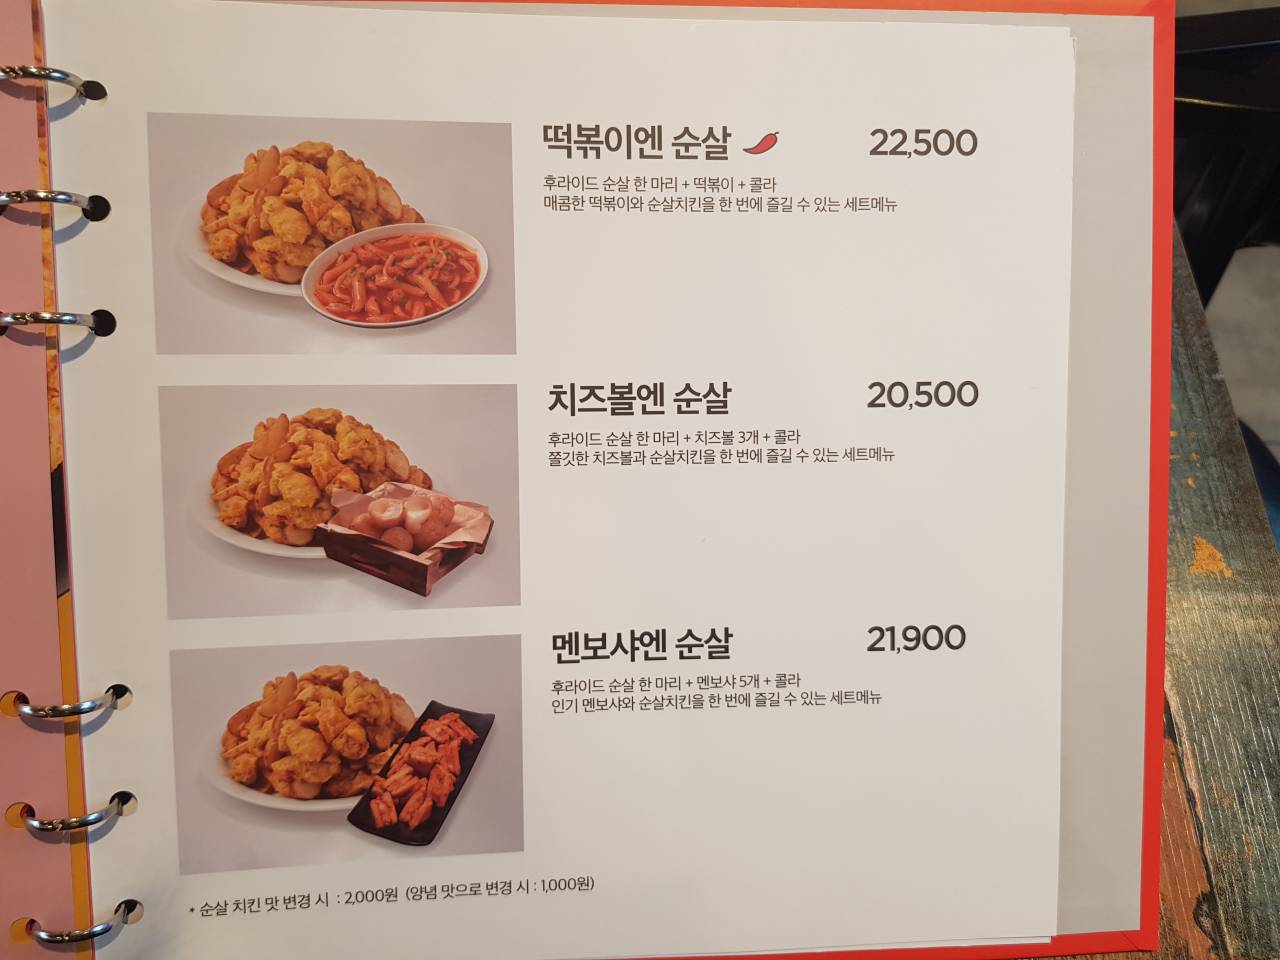 떡볶이엔 순살 22,500
후라이드 순살 한 마리 + 떡볶이 + 콜라
매콤한 떡볶이와 순살치킨을 한 번에 즐길 수 있는 세트메뉴
치즈볼엔 순살 20,500
후라이드 순살 한 마리 + 치즈볼 3개 + 콜라
쫄깃한 치즈볼과 순살치킨을 한 번에 즐길 수 있는 세트메뉴
멘보샤엔 순살 21,900
후라이드 순살 한 마리 + 멘보샤 5개 + 콜라
인기 멘보샤와 순살치킨을 한 번에 즐길 수 있는 세트메뉴
* 순살 치킨 맛 변경 시 : 2,000원 (양념 맛으로 변경 시 : 1,000원)